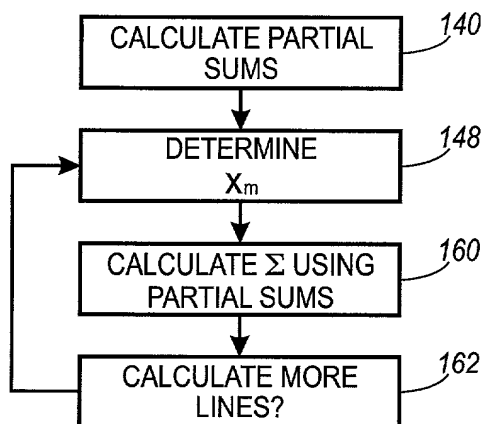 CALCULATE PARTIAL
SUMS
140
DETERMINE
Xm
148
CALCULATE Σ USING
PARTIAL SUMS
160
CALCULATE MORE
LINES?
162